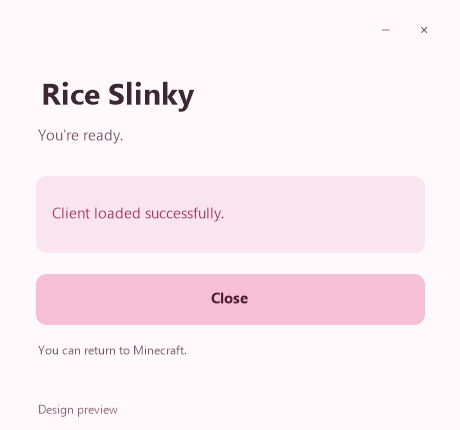 Rice Slinky
You're ready.
Client loaded successfully.
Close
You can return to Minecraft.
Design preview